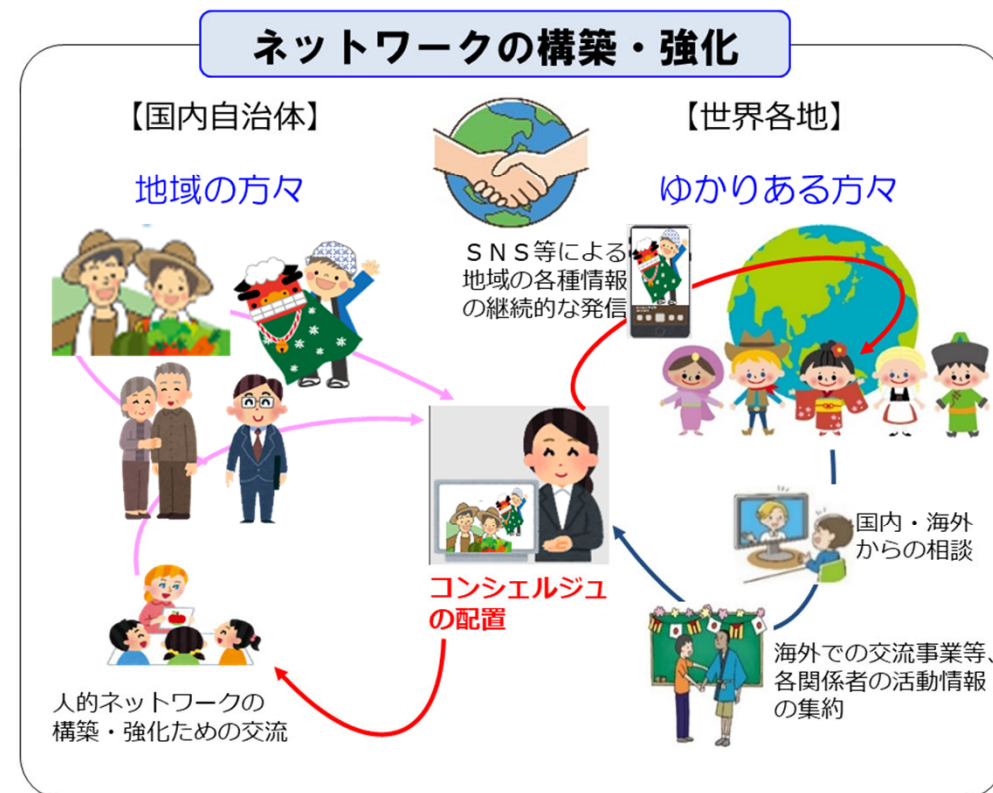 ネットワークの構築・強化
【国内自治体】
【世界各地】
地域の方々
ゆかりある方々
ＳＮＳ等による
地域の各種情報
の継続的な発信
コンシェルジュ
の配置
国内・海外
からの相談
人的ネットワークの
構築・強化ための交流
海外での交流事業等、
各関係者の活動情報
の集約